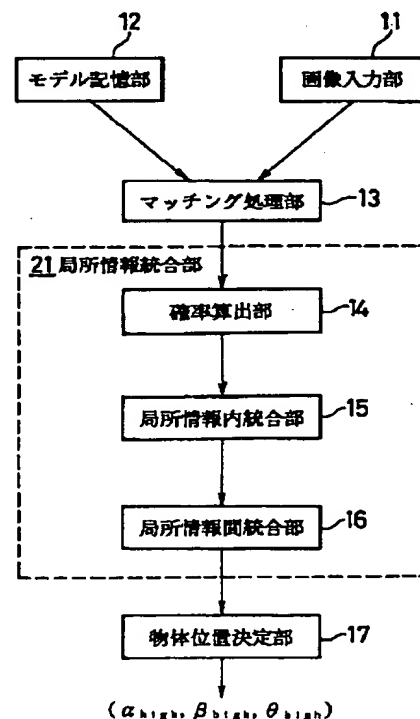 12
11
モデル記憶部
画像入力部
マッチング処理部
13
21 局所情報統合部
確率算出部
14
局所情報内統合部
15
局所情報間統合部
16
物体位置決定部
17
(α high, β high, θ high)